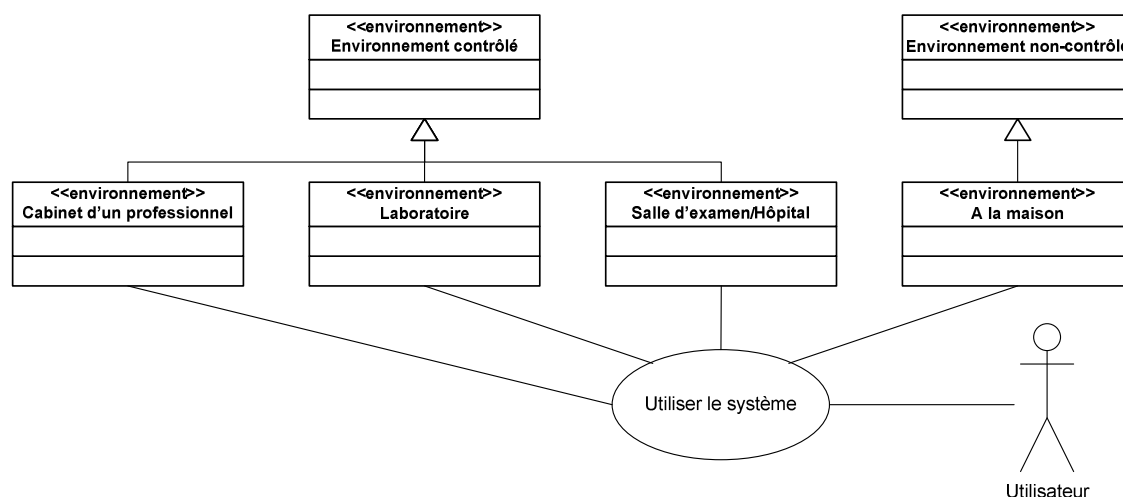 <<environnement>>
Environnement contrôlé
<<environnement>>
Environnement non-contrôlé
<<environnement>>
Cabinet d'un professionnel
<<environnement>>
Laboratoire
<<environnement>>
Salle d'examen/Hôpital
<<environnement>>
A la maison
Utiliser le système
Utilisateur